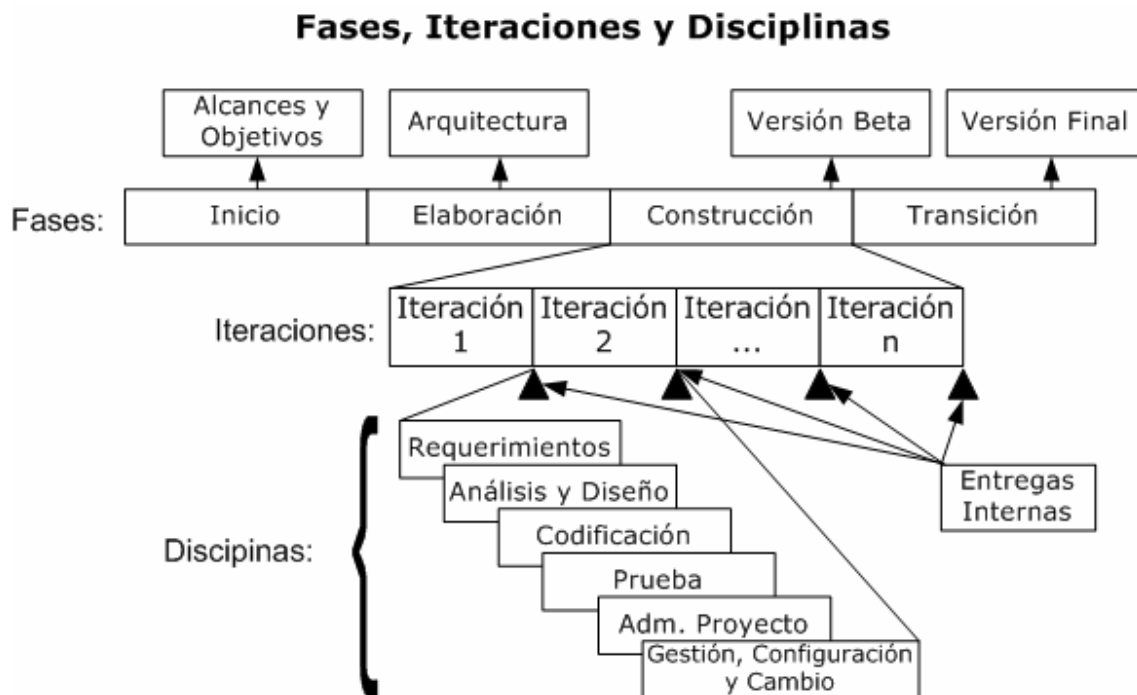 Fases, Iteraciones y Disciplinas
Alcances y
Objetivos
Arquitectura
Versión Beta
Versión Final
Fases:
Inicio
Elaboración
Construcción
Transición
Iteraciones:
Iteración
1
Iteración
2
Iteración
...
Iteración
n
Discipinas:
Requerimientos
Análisis y Diseño
Codificación
Prueba
Adm. Proyecto
Gestión, Configuración
y Cambio
Entregas
Internas